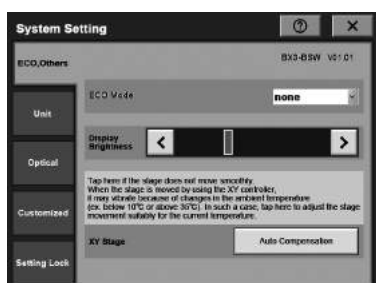 System Setting
ECO,Others
BX3-BSW V01.01
ECO Mode
none
Unit
Display
Brightness
Optical
Tap here if the stage does not move smoothly.
When the stage is moved by using the XY controller,
it may vibrate because of changes in the ambient temperature
(ex. below 10°C or above 35°C). In such a case, tap here to adjust the stage
movement suitably for the current temperature.
Customized
XY Stage
Auto Compensation
Setting Lock